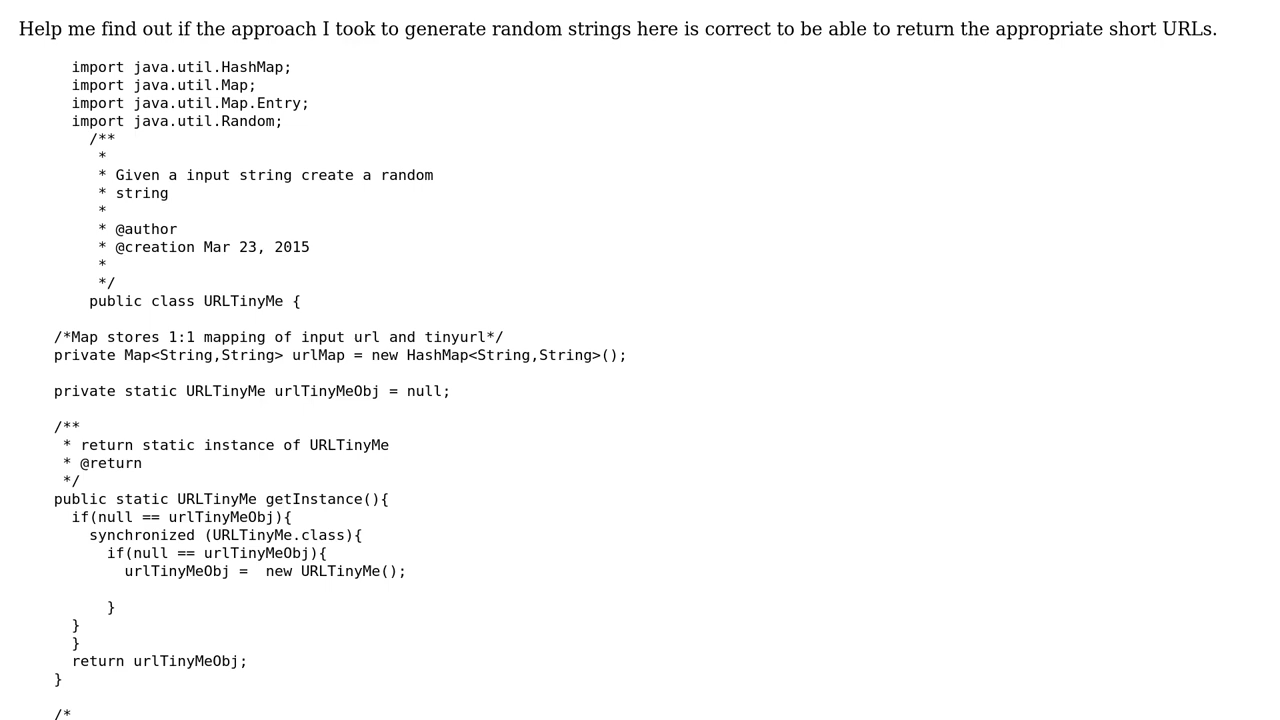 Help me find out if the approach I took to generate random strings here is correct to be able to return the appropriate short URLs.
import java.util.HashMap;
import java.util.Map;
import java.util.Map.Entry;
import java.util.Random;
/**
*
* Given a input string create a random
* string
*
* @author
* @creation Mar 23, 2015
*
*/
public class URLTinyMe {
/*Map stores 1:1 mapping of input url and tinyurl*/
private Map<String,String> urlMap = new HashMap<String,String>();
private static URLTinyMe urlTinyMeObj = null;
/**
* return static instance of URLTinyMe
* @return
*/
public static URLTinyMe getInstance(){
if(null == urlTinyMeObj){
synchronized (URLTinyMe.class){
if(null == urlTinyMeObj){
urlTinyMeObj =  new URLTinyMe();
}
}
}
return urlTinyMeObj;
}
/*